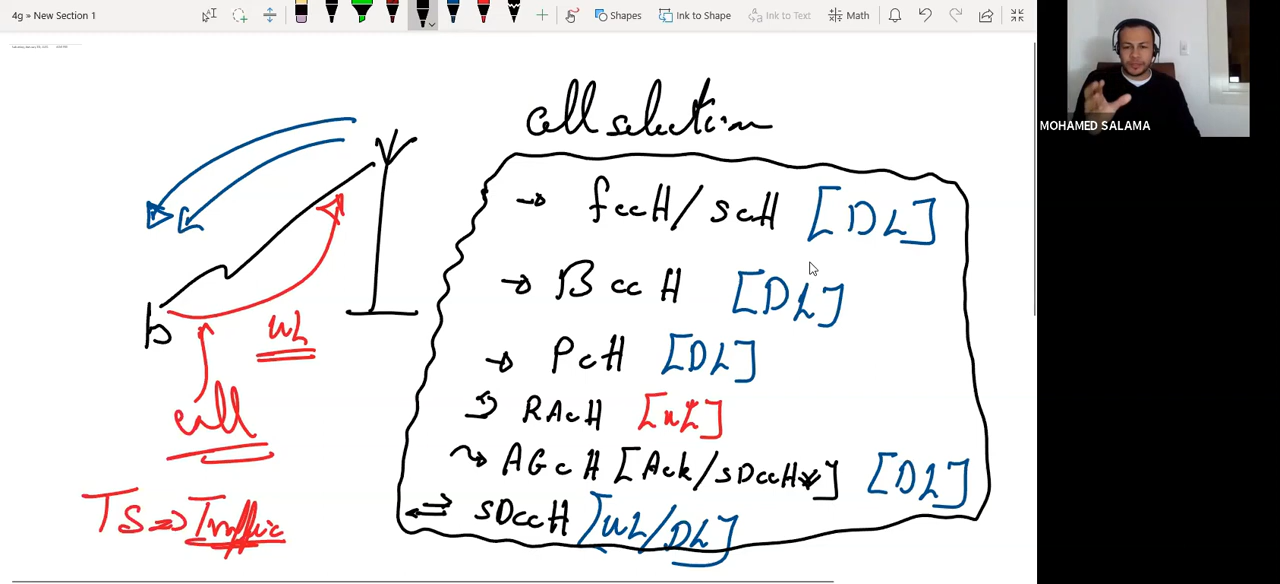 4g » New Section 1
Shapes
Ink to Shape
Ink to Text
Math
MOHAMED SALAMA
Cell selection
→ fccH / scH [DL]
→ BccH [DL]
→ PcH [DL]
→ RAcH [UL]
→ AGcH [Ack/sDccH] [DL]
⇌ sDccH [UL/DL]
UL
call
Ts => Traffic